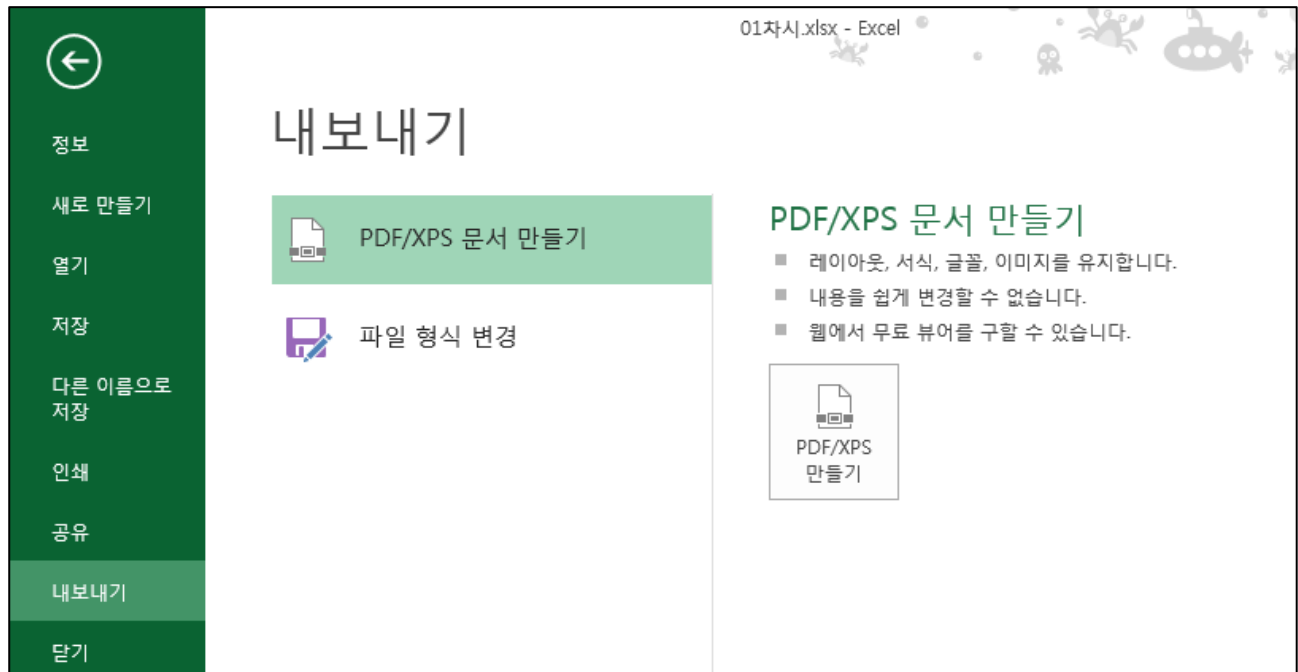 01차시.xlsx - Excel
정보
새로 만들기
열기
저장
다른 이름으로
저장
인쇄
공유
내보내기
닫기
내보내기
PDF/XPS 문서 만들기
파일 형식 변경
PDF/XPS 문서 만들기
레이아웃, 서식, 글꼴, 이미지를 유지합니다.
내용을 쉽게 변경할 수 없습니다.
웹에서 무료 뷰어를 구할 수 있습니다.
PDF/XPS
만들기